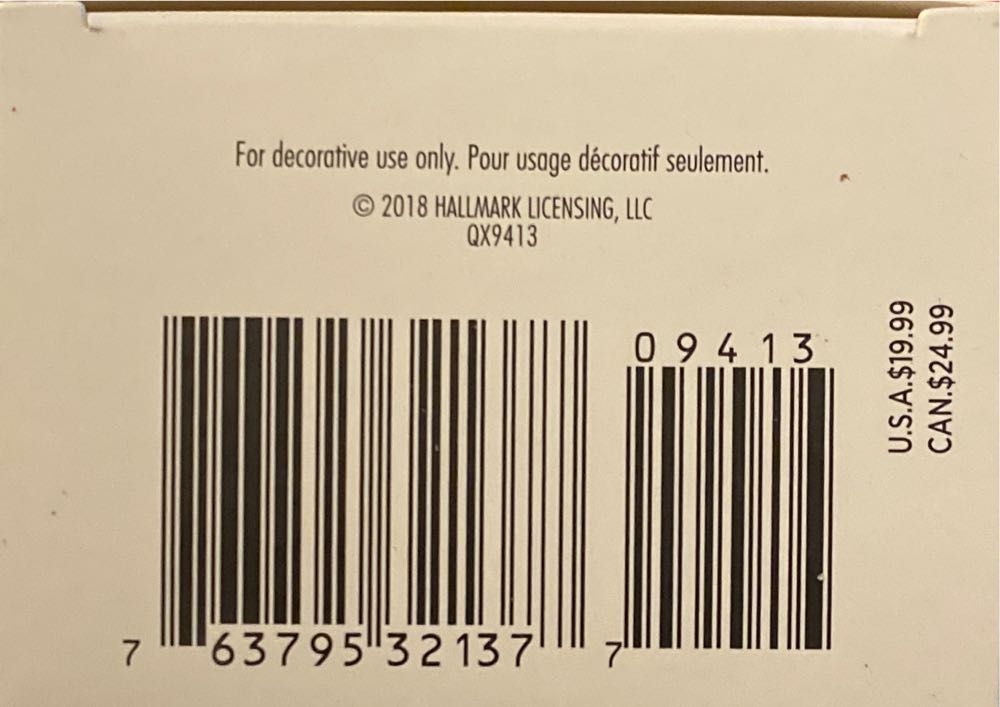 For decorative use only. Pour usage décoratif seulement.
© 2018 HALLMARK LICENSING, LLC
QX9413
7 63795 32137 7
09413
U.S.A.$19.99
CAN.$24.99